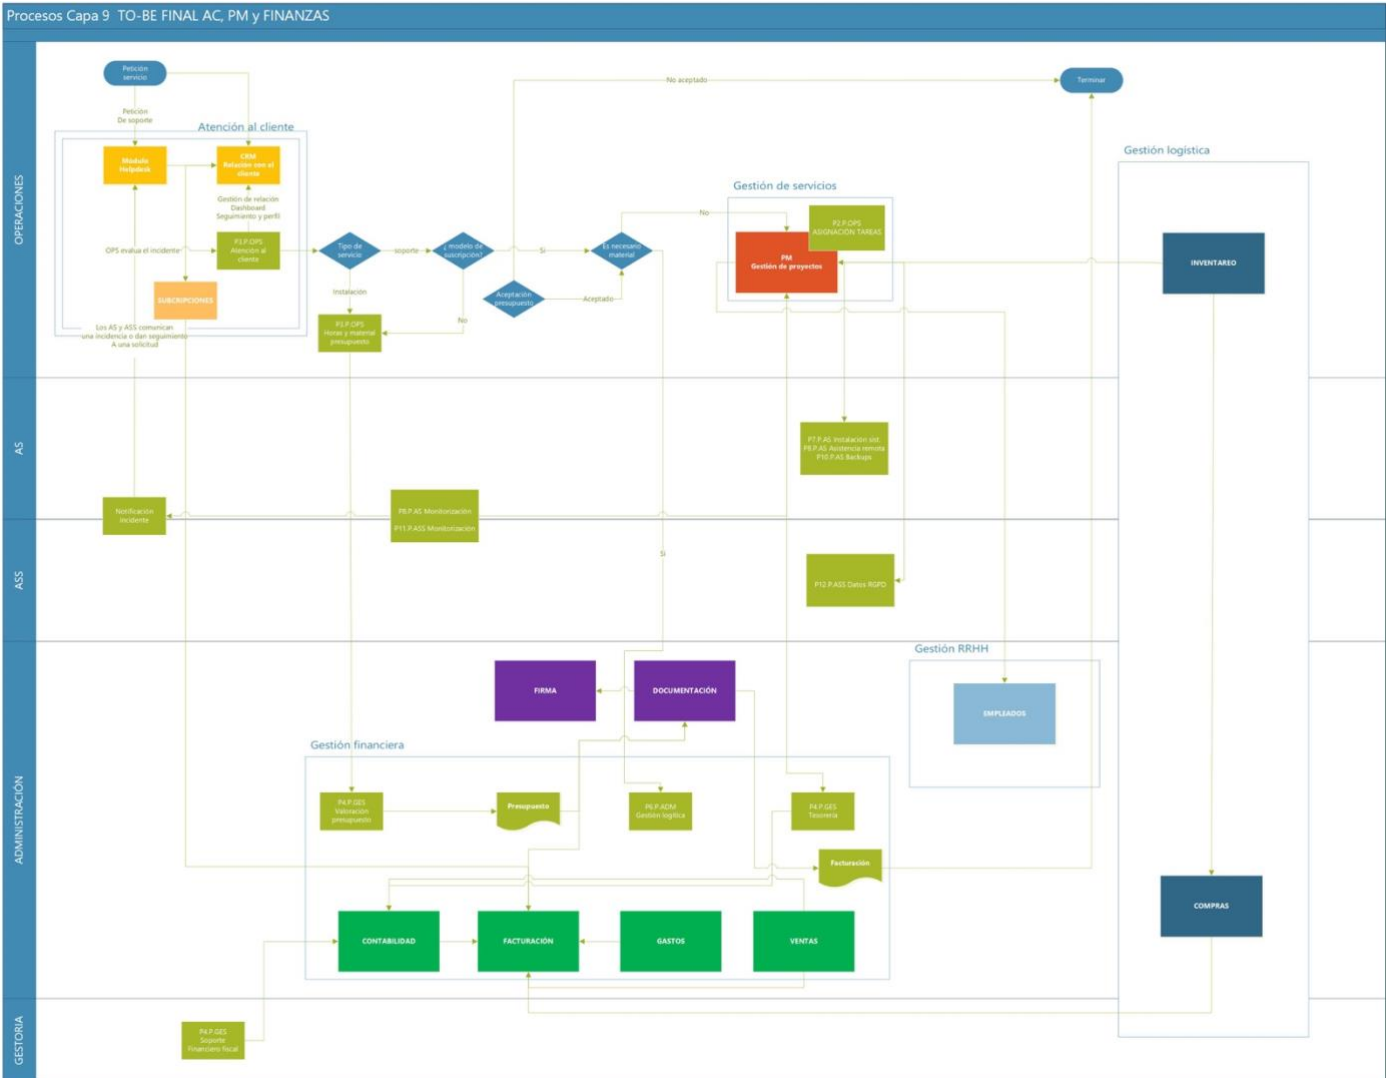 Procesos Capa 9 TO-BE FINAL AC, PM y FINANZAS
OPERACIONES
Petición
servicio
No aceptado
Terminar
Petición
De soporte
Atención al cliente
Módulo
Helpdesk
CRM
Relación con el
cliente
Gestión de relación
Dashboard
Seguimiento y perfil
OPS evalua el incidente
P1.P.OPS
Atención al
cliente
SUBCRIPCIONES
Los AS y ASS comunican
una incidencia o dan seguimiento
A una solicitud
Tipo de
servicio
soporte
¿ modelo de
suscripción?
Si
Es necesario
material
No
Instalación
Aceptación
presupuesto
Aceptado
No
P3.P.OPS
Horas y material
presupuesto
Gestión de servicios
P2.P.OPS
ASIGNACIÓN TAREAS
PM
Gestión de proyectos
Gestión logística
INVENTAREO
AS
P7.P.AS Instalación sist.
P8.P.AS Asistencia remota
P10.P.AS Backups
Notificación
incidente
P9.P.AS Monitorización
P11.P.ASS Monitorización
ASS
Si
P12.P.ASS Datos RGPD
ADMINISTRACIÓN
Gestión RRHH
EMPLEADOS
FIRMA
DOCUMENTACIÓN
Gestión financiera
P4.P.GES
Valoración
presupuesto
Presupuesto
P6.P.ADM
Gestión logítica
P4.P.GES
Tesorería
Facturación
CONTABILIDAD
FACTURACIÓN
GASTOS
VENTAS
COMPRAS
GESTORIA
P4.P.GES
Soporte
Financiero fiscal